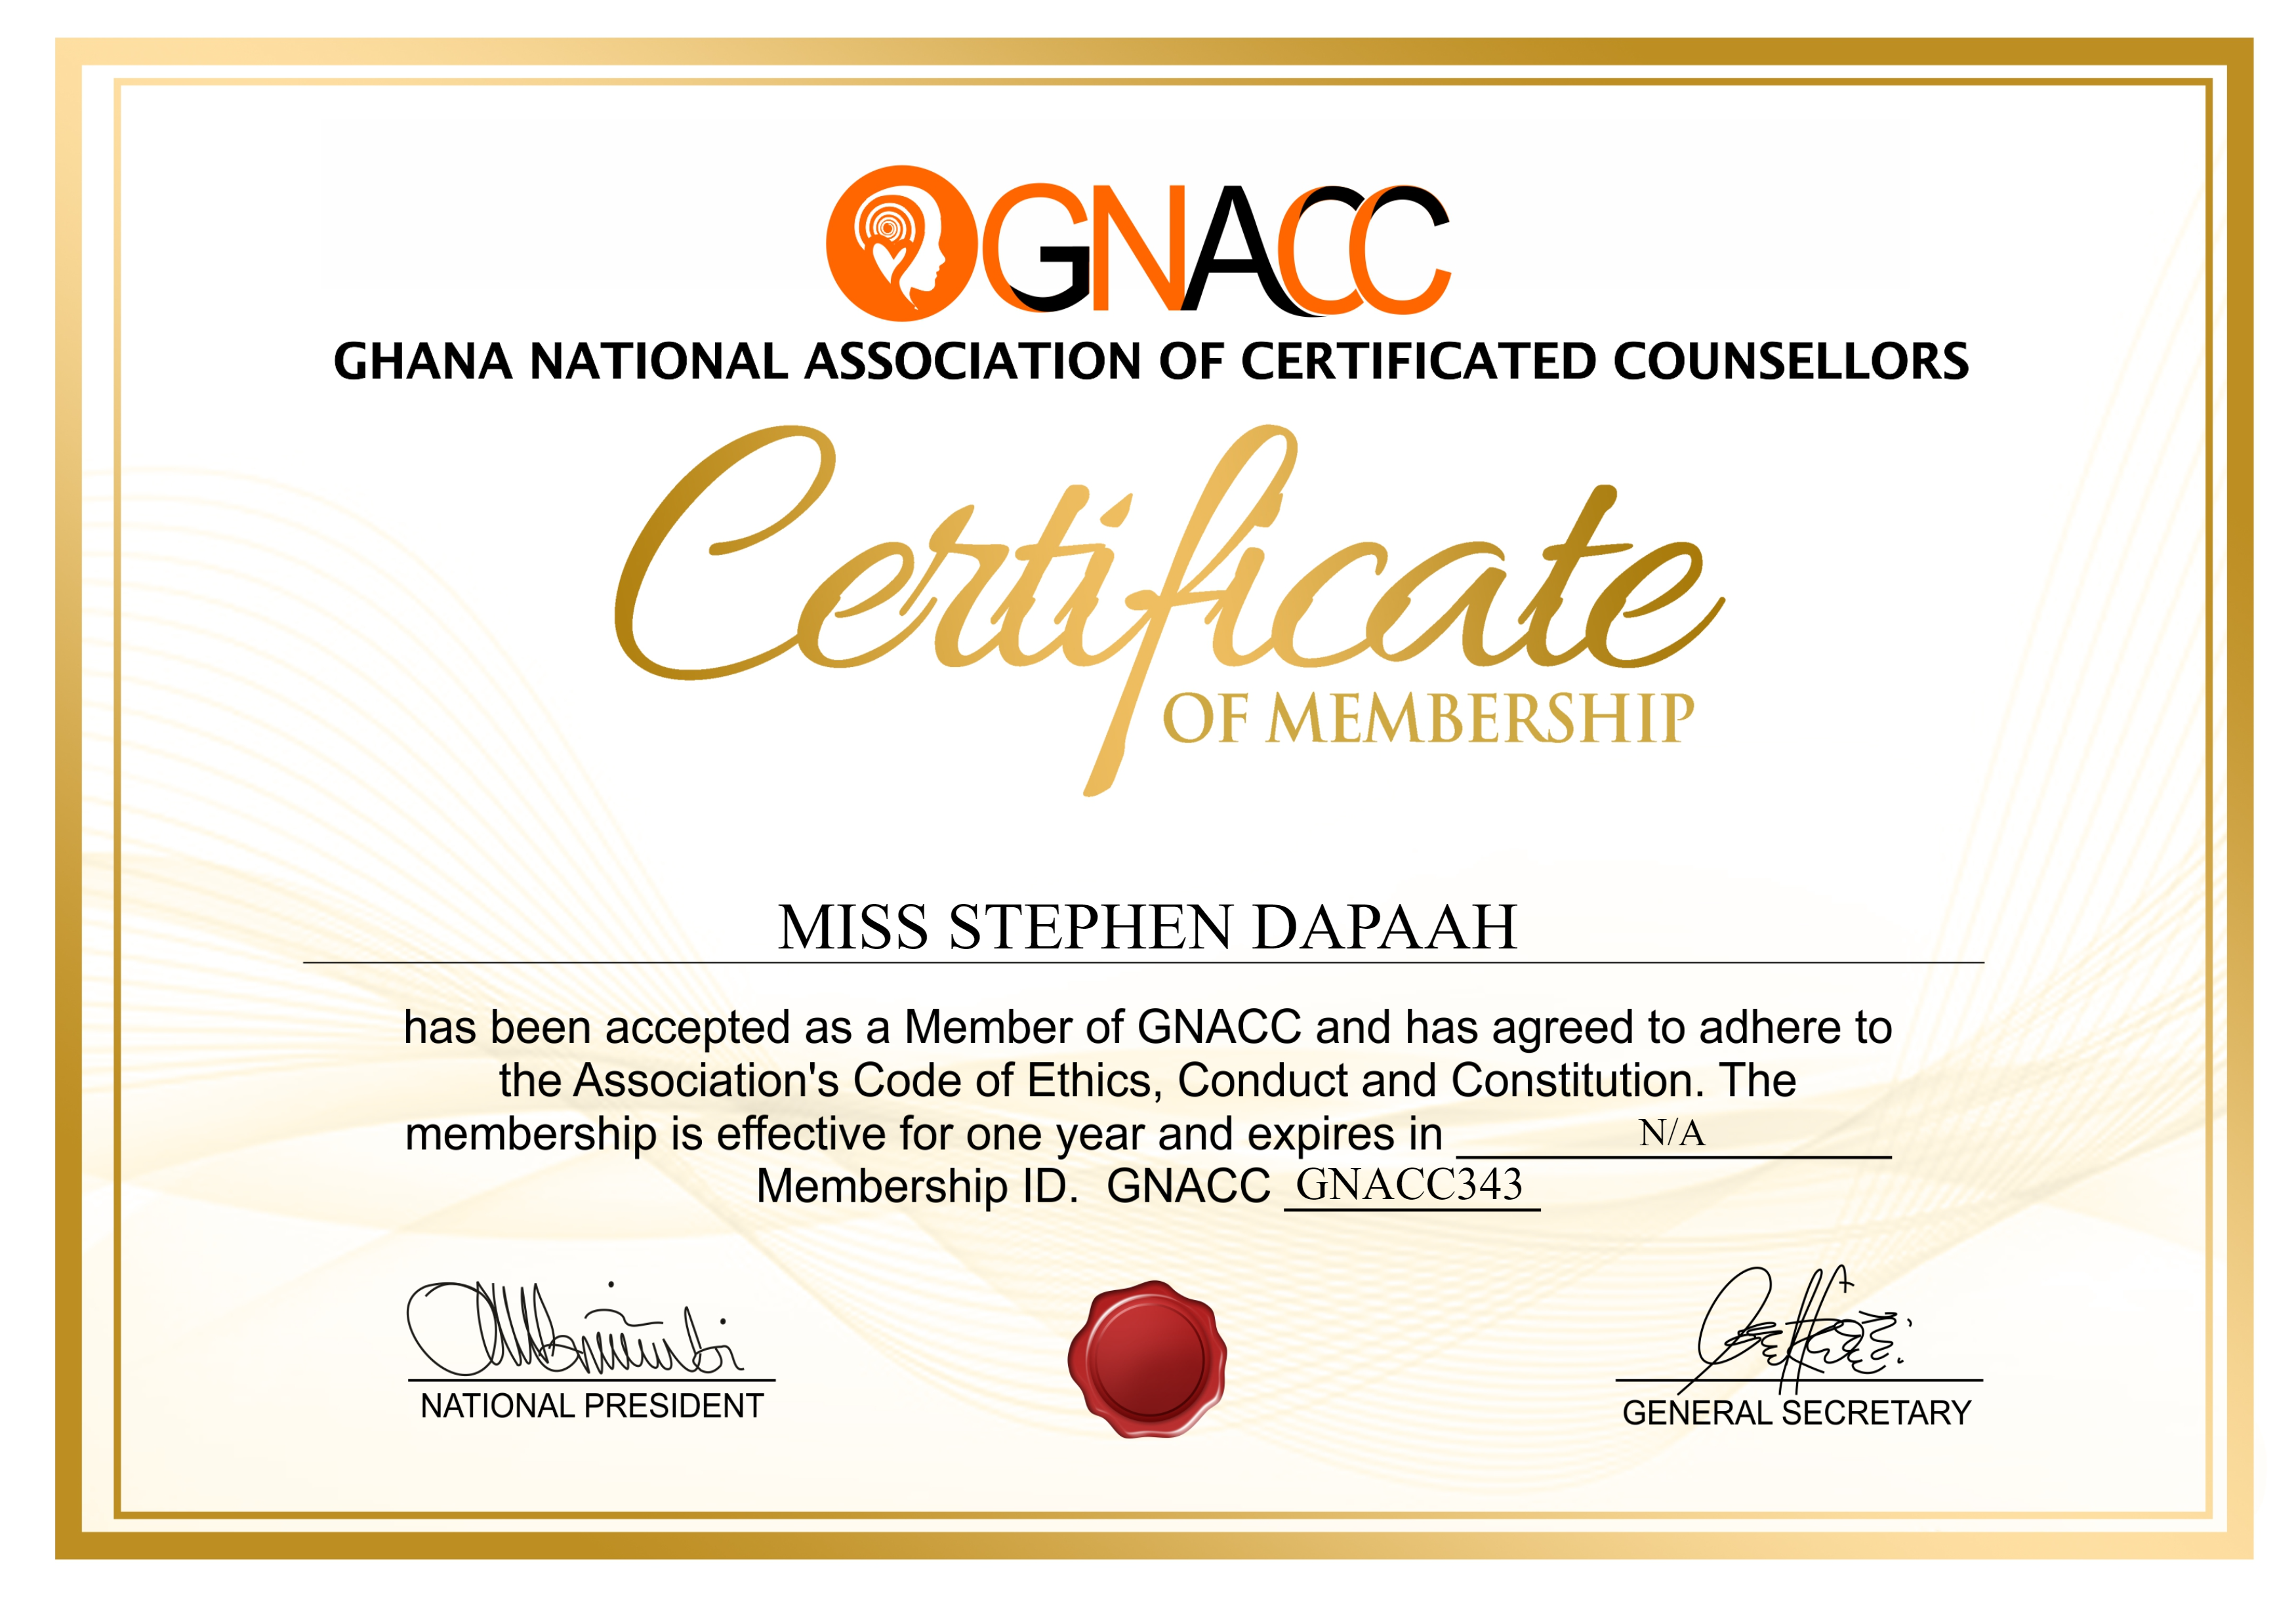 GNACC
GHANA NATIONAL ASSOCIATION OF CERTIFICATED COUNSELLORS
Certificate
OF MEMBERSHIP
MISS STEPHEN DAPAAH
has been accepted as a Member of GNACC and has agreed to adhere to
the Association's Code of Ethics, Conduct and Constitution. The
membership is effective for one year and expires in N/A
Membership ID. GNACC GNACC343
NATIONAL PRESIDENT
GENERAL SECRETARY